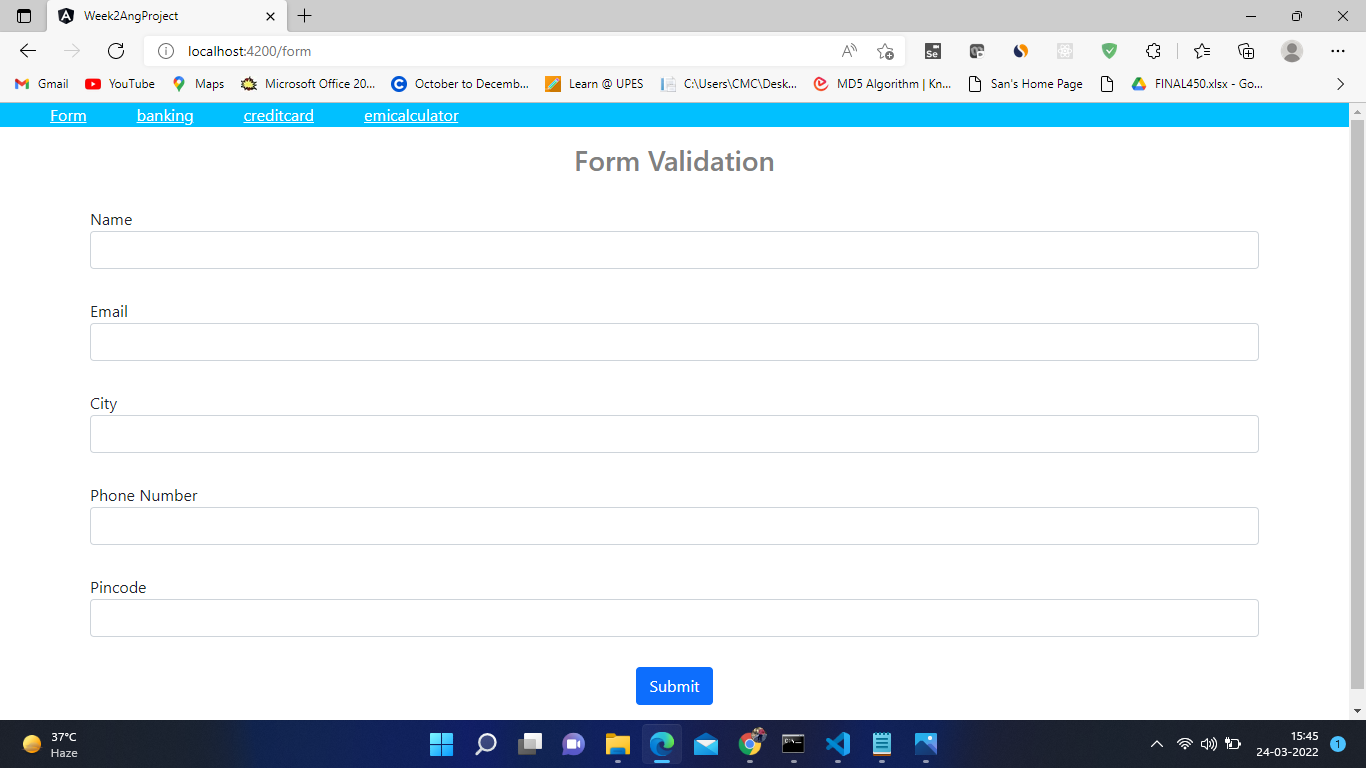 Week2AngProject
localhost:4200/form
Gmail YouTube Maps Microsoft Office 20... October to Decemb... Learn @ UPES C:\Users\CMC\Desk... MD5 Algorithm | Kn... San's Home Page FINAL450.xlsx - Go...
Form banking creditcard emicalculator
Form Validation
Name
Email
City
Phone Number
Pincode
Submit
37°C
Haze
15:45
24-03-2022
1